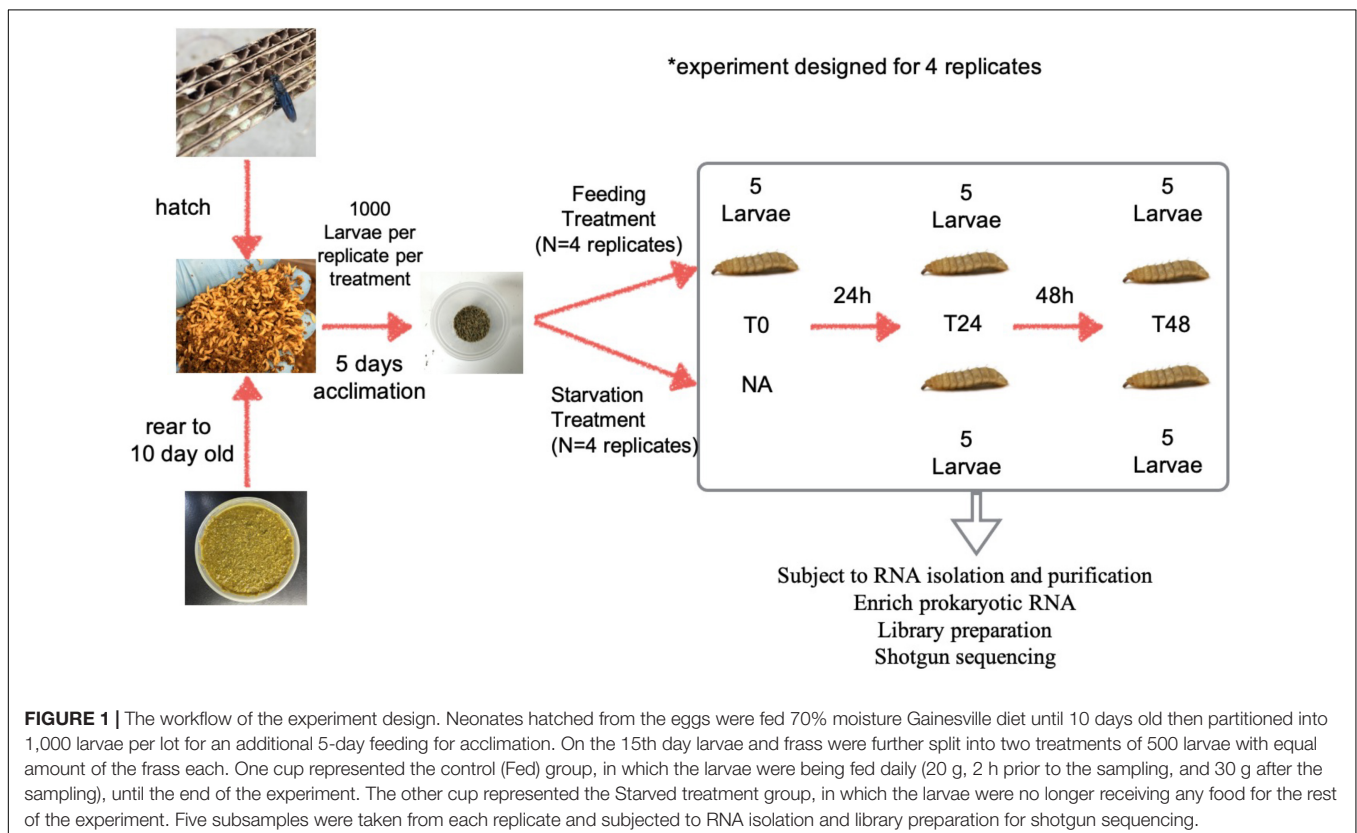 *experiment designed for 4 replicates
hatch
1000
Larvae per
replicate per
treatment
5 days
acclimation
rear to
10 day old
Feeding
Treatment
(N=4 replicates)
Starvation
Treatment
(N=4 replicates)
5
Larvae
5
Larvae
5
Larvae
T0
24h
T24
48h
T48
NA
5
Larvae
5
Larvae
Subject to RNA isolation and purification
Enrich prokaryotic RNA
Library preparation
Shotgun sequencing
FIGURE 1 | The workflow of the experiment design. Neonates hatched from the eggs were fed 70% moisture Gainesville diet until 10 days old then partitioned into
1,000 larvae per lot for an additional 5-day feeding for acclimation. On the 15th day larvae and frass were further split into two treatments of 500 larvae with equal
amount of the frass each. One cup represented the control (Fed) group, in which the larvae were being fed daily (20 g, 2 h prior to the sampling, and 30 g after the
sampling), until the end of the experiment. The other cup represented the Starved treatment group, in which the larvae were no longer receiving any food for the rest
of the experiment. Five subsamples were taken from each replicate and subjected to RNA isolation and library preparation for shotgun sequencing.